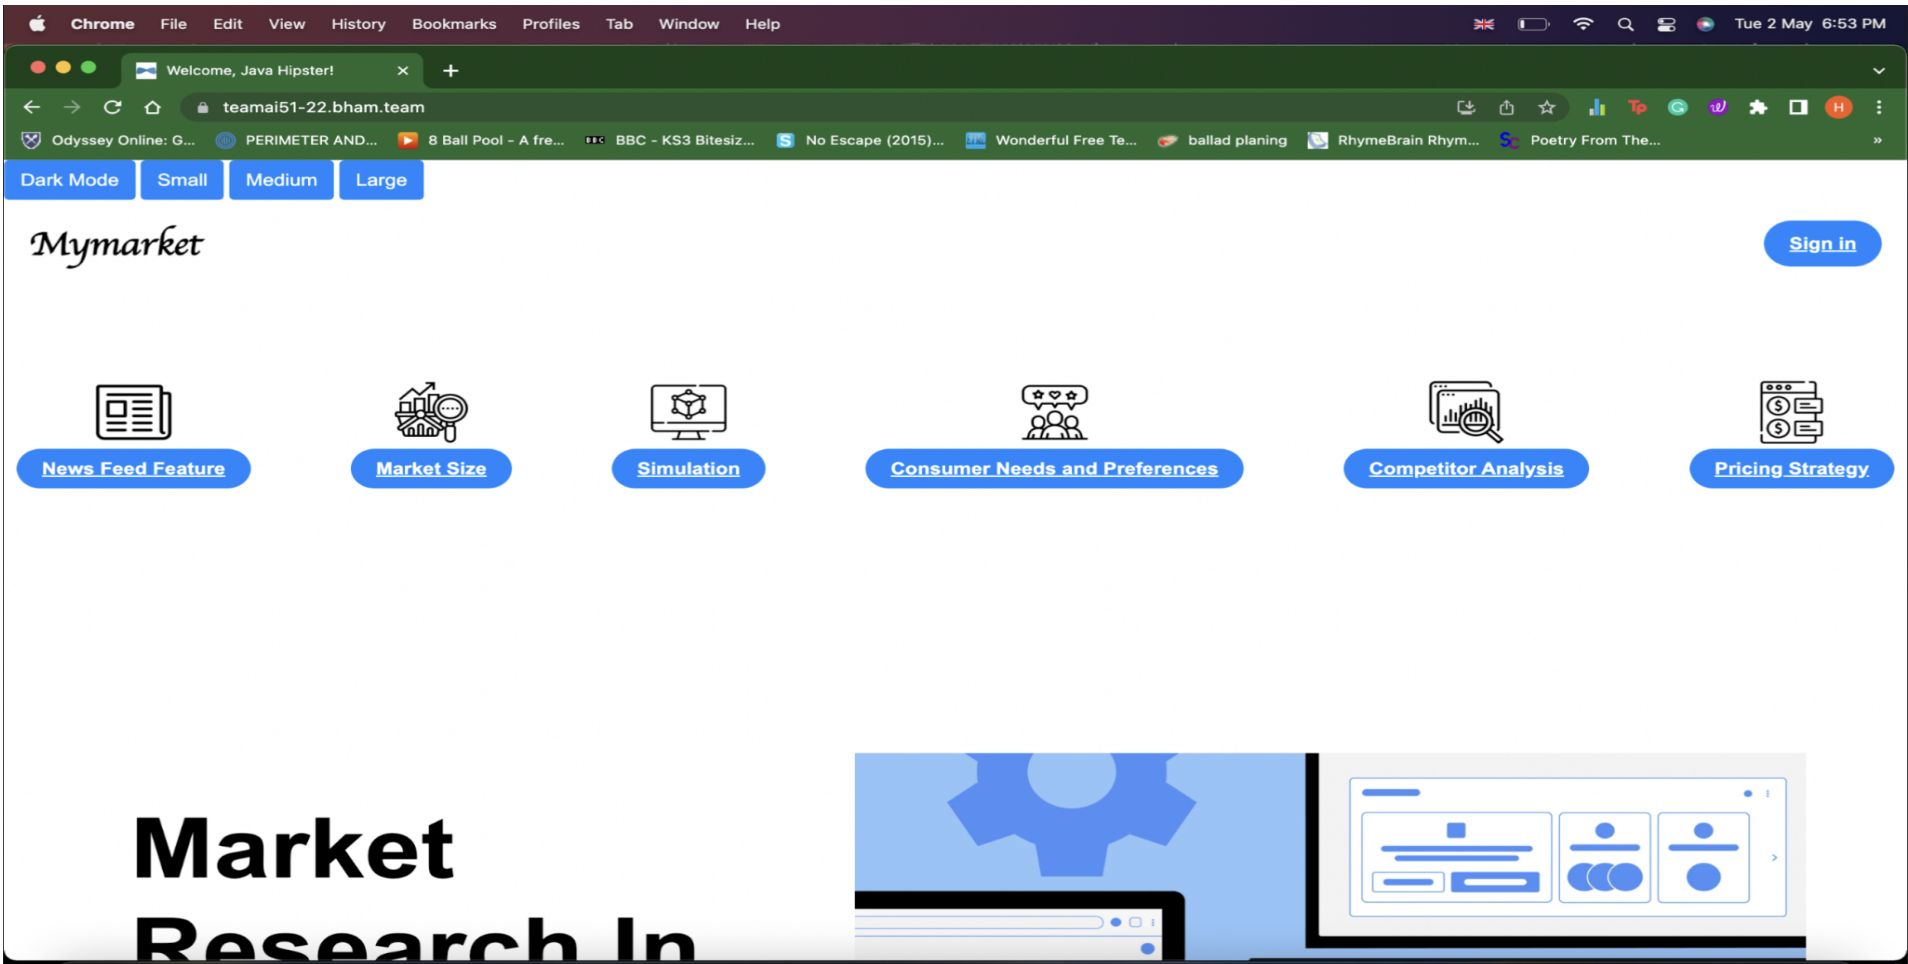 Chrome File Edit View History Bookmarks Profiles Tab Window Help Tue 2 May 6:53 PM
Welcome, Java Hipster!
teamai51-22.bham.team H
Odyssey Online: G... PERIMETER AND... 8 Ball Pool - A fre... BBC - KS3 Bitesiz... No Escape (2015)... Wonderful Free Te... ballad planing RhymeBrain Rhym... Poetry From The... »
Dark Mode Small Medium Large
Mymarket Sign in
News Feed Feature Market Size Simulation Consumer Needs and Preferences Competitor Analysis Pricing Strategy
Market
Research In